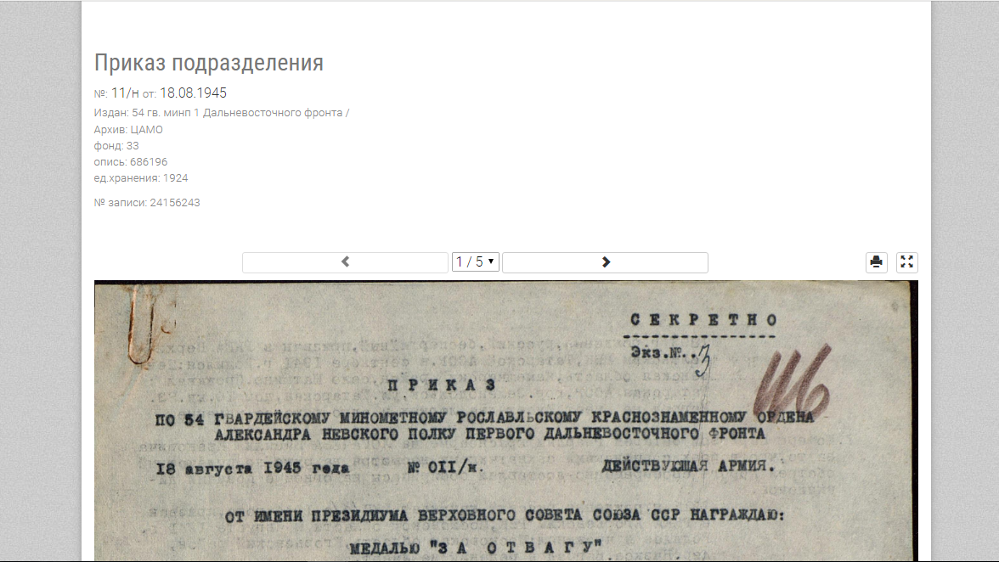 Приказ подразделения
№: 11/н от: 18.08.1945
Издан: 54 гв. минп 1 Дальневосточного фронта /
Архив: ЦАМО
фонд: 33
опись: 686196
ед.хранения: 1924
№ записи: 24156243
1 / 5
СЕКРЕТНО
Экз.№..3
ПРИКАЗ
ПО 54 ГВАРДЕЙСКОМУ МИНОМЕТНОМУ РОСЛАВЛЬСКОМУ КРАСНОЗНАМЕННОМУ ОРДЕНА
АЛЕКСАНДРА НЕВСКОГО ПОЛКУ ПЕРВОГО ДАЛЬНЕВОСТОЧНОГО ФРОНТА
18 августа 1945 года № 011/н. ДЕЙСТВУЮЩАЯ АРМИЯ.
ОТ ИМЕНИ ПРЕЗИДИУМА ВЕРХОВНОГО СОВЕТА СОЮЗА ССР НАГРАЖДАЮ:
МЕДАЛЬЮ "ЗА ОТВАГУ"